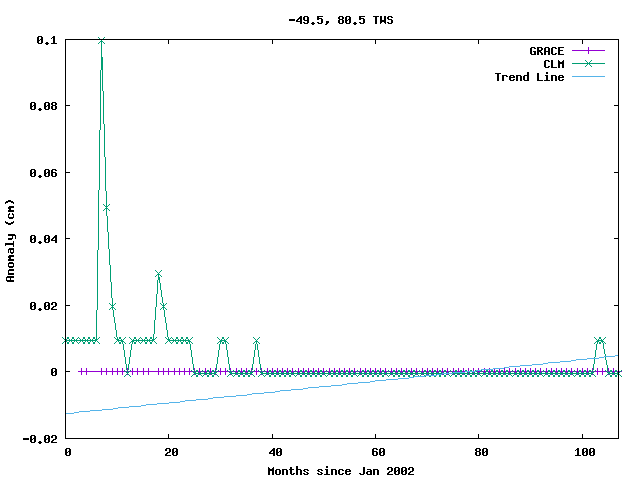 -49.5, 80.5 TWS
GRACE
CLM
Trend Line
0.1
0.08
0.06
0.04
0.02
0
-0.02
Anomaly (cm)
0 20 40 60 80 100
Months since Jan 2002